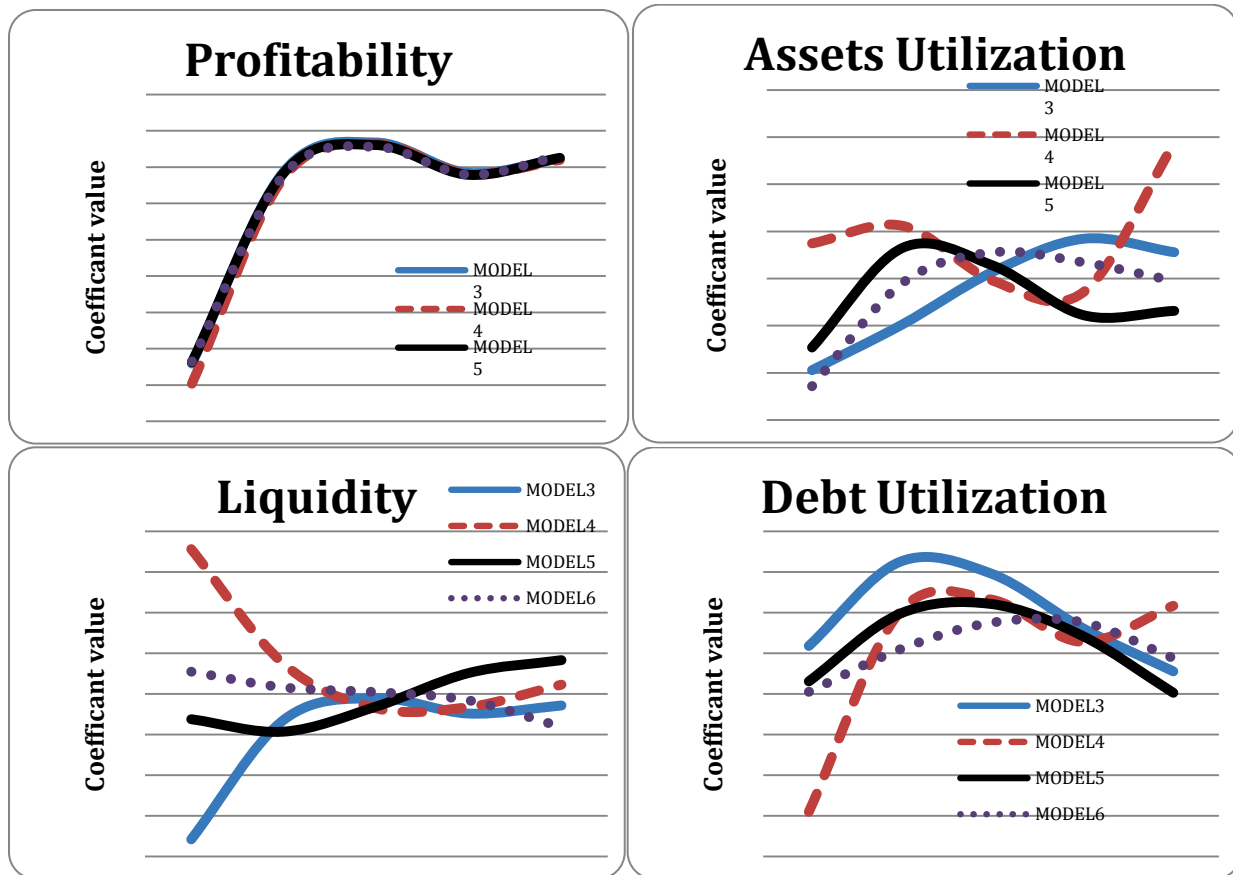 Profitability
Coefficant value
MODEL
3
MODEL
4
MODEL
5
Assets Utilization
Coefficant value
MODEL
3
MODEL
4
MODEL
5
Liquidity
Coefficant value
MODEL3
MODEL4
MODEL5
MODEL6
Debt Utilization
Coefficant value
MODEL3
MODEL4
MODEL5
MODEL6